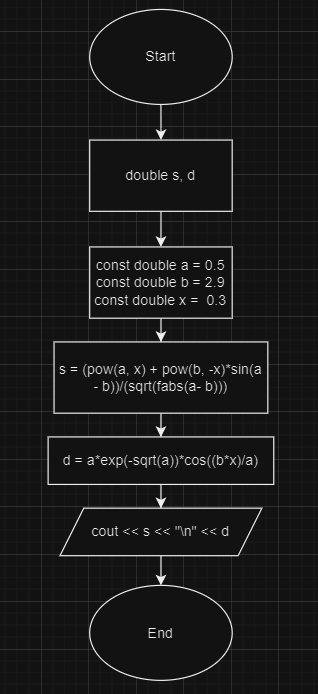 Start
double s, d
const double a = 0.5
const double b = 2.9
const double x =  0.3
s = (pow(a, x) + pow(b, -x)*sin(a
- b))/(sqrt(fabs(a- b)))
d = a*exp(-sqrt(a))*cos((b*x)/a)
cout << s << "\n" << d
End